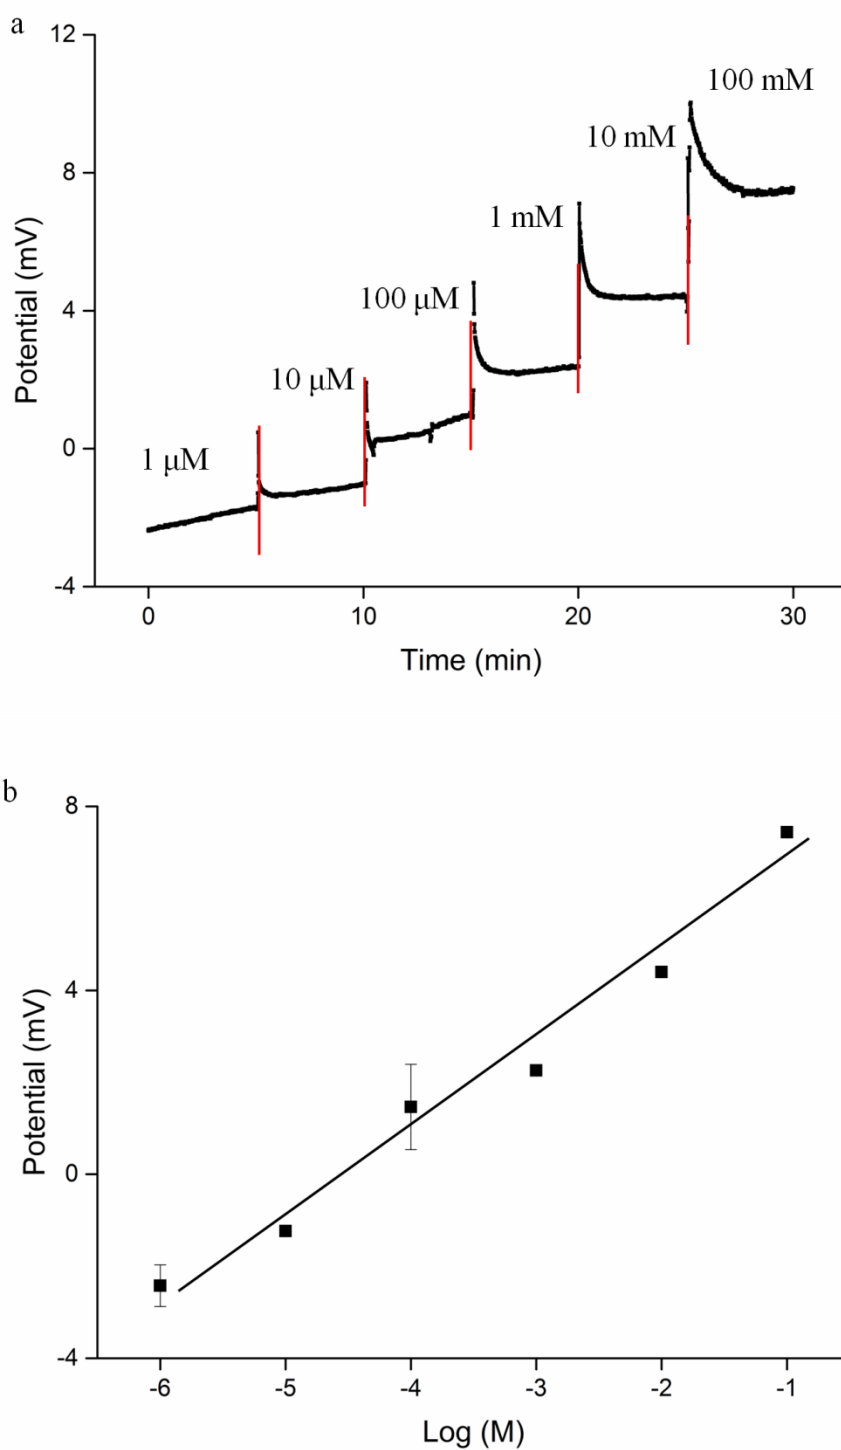 a
12
100 mM
10 mM
8
1 mM
100 μM
4
10 μM
1 μM
0
-4
0 10 20 30
Potential (mV)
Time (min)
b
8
4
0
-4
-6 -5 -4 -3 -2 -1
Potential (mV)
Log (M)